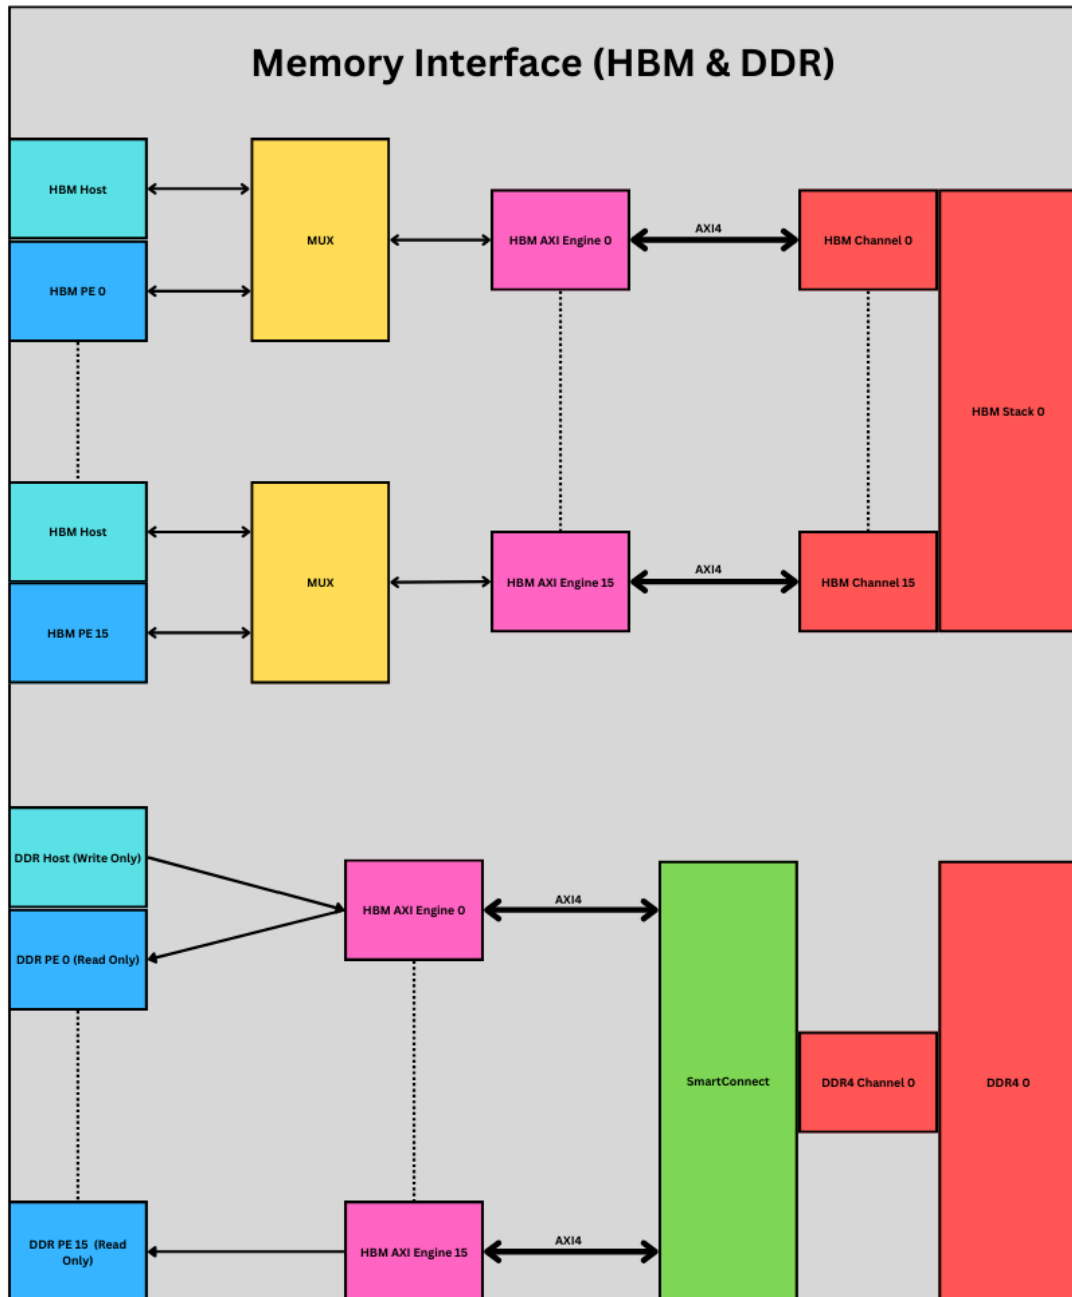 Memory Interface (HBM & DDR)
HBM Host
HBM PE 0
MUX
HBM AXI Engine 0
AXI4
HBM Channel 0
HBM Stack 0
HBM Host
HBM PE 15
MUX
HBM AXI Engine 15
AXI4
HBM Channel 15
DDR Host (Write Only)
DDR PE 0 (Read Only)
HBM AXI Engine 0
AXI4
SmartConnect
DDR4 Channel 0
DDR4 0
DDR PE 15 (Read
Only)
HBM AXI Engine 15
AXI4